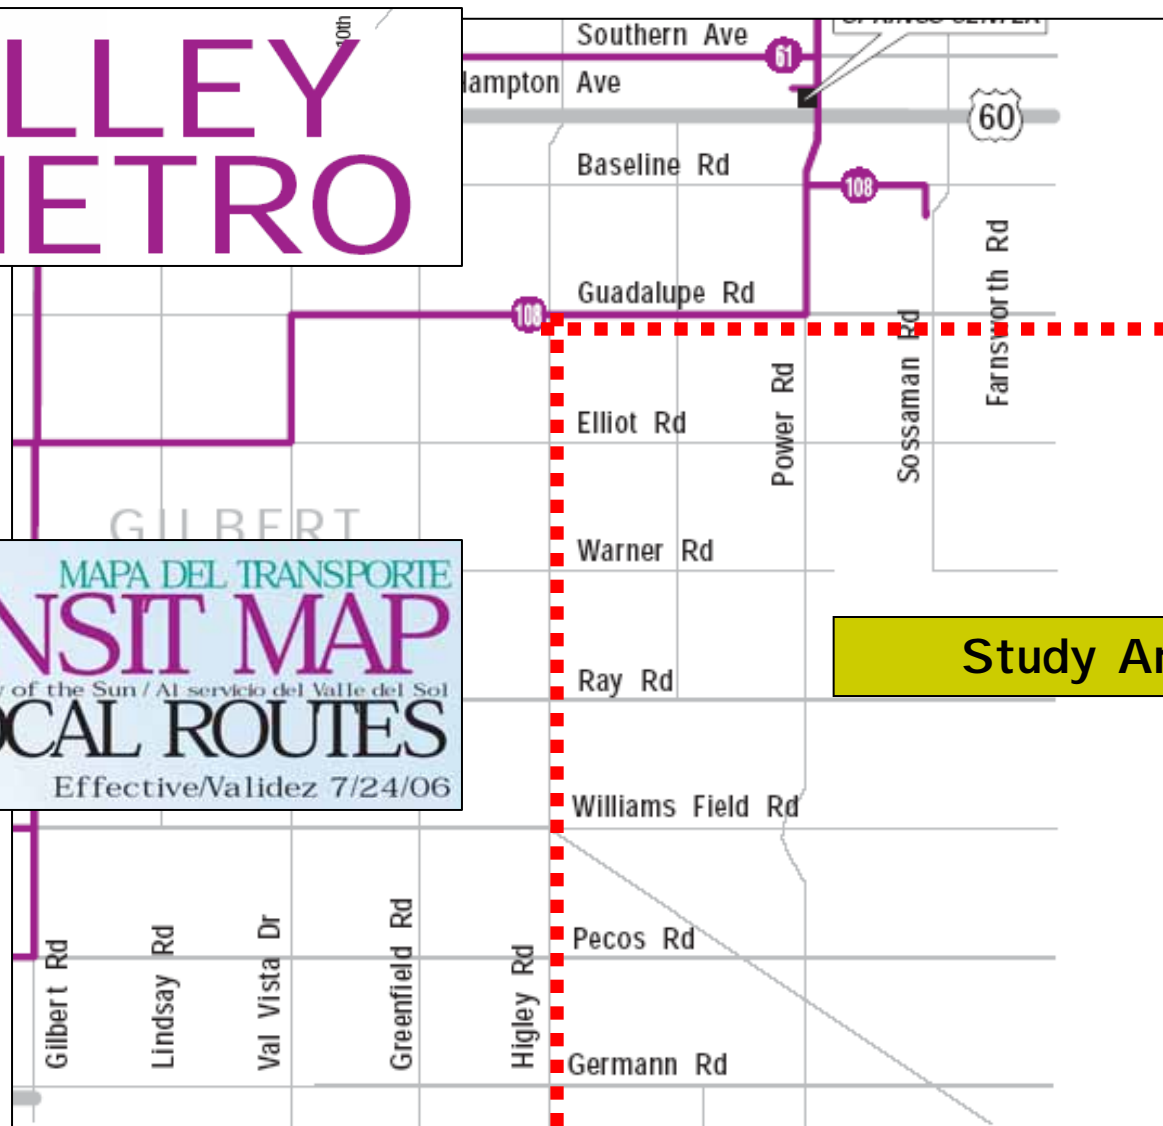 10th
LLEY
ETRO
Southern Ave
61
Hampton Ave
60
Baseline Rd
108
Guadalupe Rd
108
Farnsworth Rd
Sossaman Rd
Power Rd
Elliot Rd
GILBERT
Warner Rd
MAPA DEL TRANSPORTE
NSIT MAP
of the Sun / Al servicio del Valle del Sol
OCAL ROUTES
Effective/Validez 7/24/06
Study Ar
Ray Rd
Williams Field Rd
Pecos Rd
Gilbert Rd
Lindsay Rd
Val Vista Dr
Greenfield Rd
Higley Rd
Germann Rd